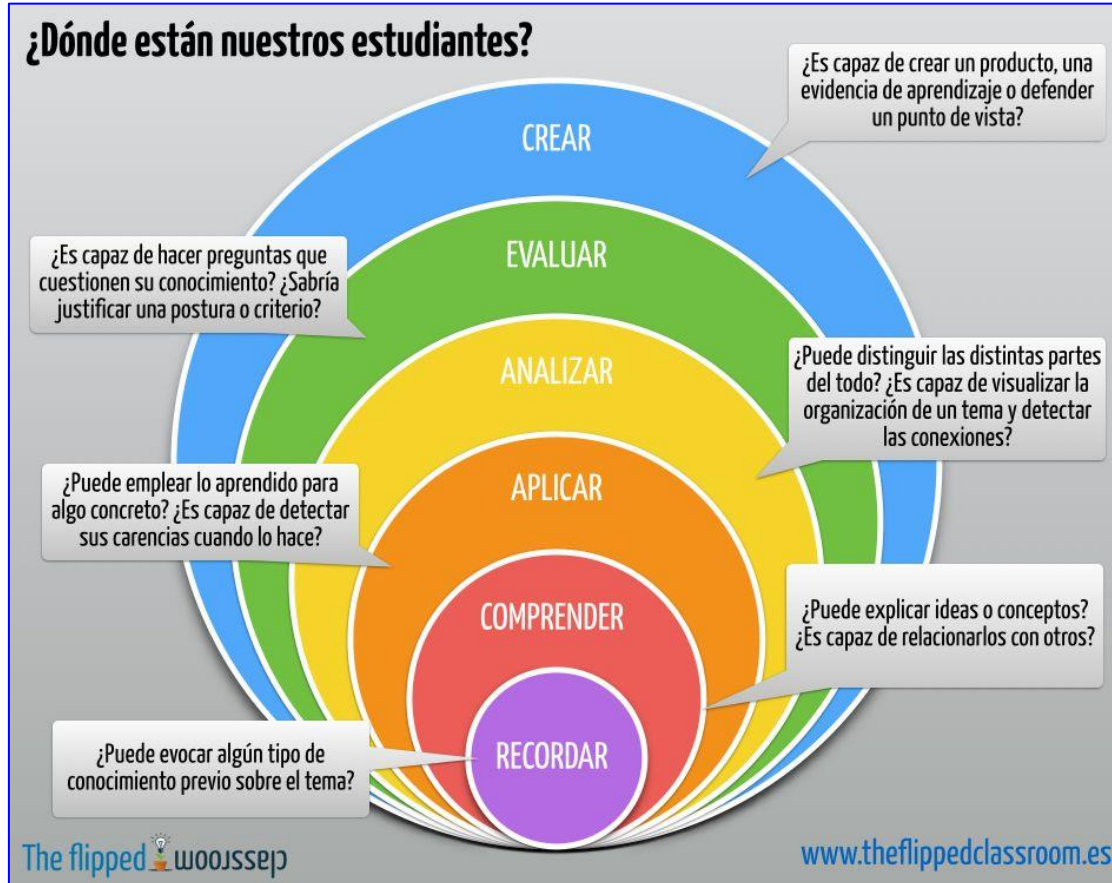 ¿Dónde están nuestros estudiantes?
¿Es capaz de crear un producto, una
evidencia de aprendizaje o defender
un punto de vista?
CREAR
¿Es capaz de hacer preguntas que
cuestionen su conocimiento? ¿Sabría
justificar una postura o criterio?
EVALUAR
¿Puede distinguir las distintas partes
del todo? ¿Es capaz de visualizar la
organización de un tema y detectar
las conexiones?
ANALIZAR
¿Puede emplear lo aprendido para
algo concreto? ¿Es capaz de detectar
sus carencias cuando lo hace?
APLICAR
¿Puede explicar ideas o conceptos?
¿Es capaz de relacionarlos con otros?
COMPRENDER
¿Puede evocar algún tipo de
conocimiento previo sobre el tema?
RECORDAR
The flipped classroom
www.theflippedclassroom.es